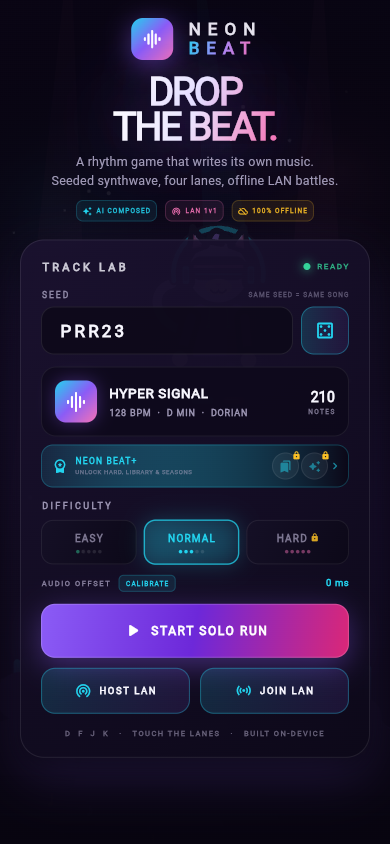 NEON
BEAT
DROP
THE BEAT.
A rhythm game that writes its own music.
Seeded synthwave, four lanes, offline LAN battles.
AI COMPOSED
LAN 1v1
100% OFFLINE
TRACK LAB
READY
SEED
SAME SEED = SAME SONG
PRR23
HYPER SIGNAL
128 BPM · D MIN · DORIAN
210
NOTES
NEON BEAT+
UNLOCK HARD, LIBRARY & SEASONS
DIFFICULTY
EASY
NORMAL
HARD
AUDIO OFFSET
CALIBRATE
0 ms
START SOLO RUN
HOST LAN
JOIN LAN
D F J K · TOUCH THE LANES · BUILT ON-DEVICE